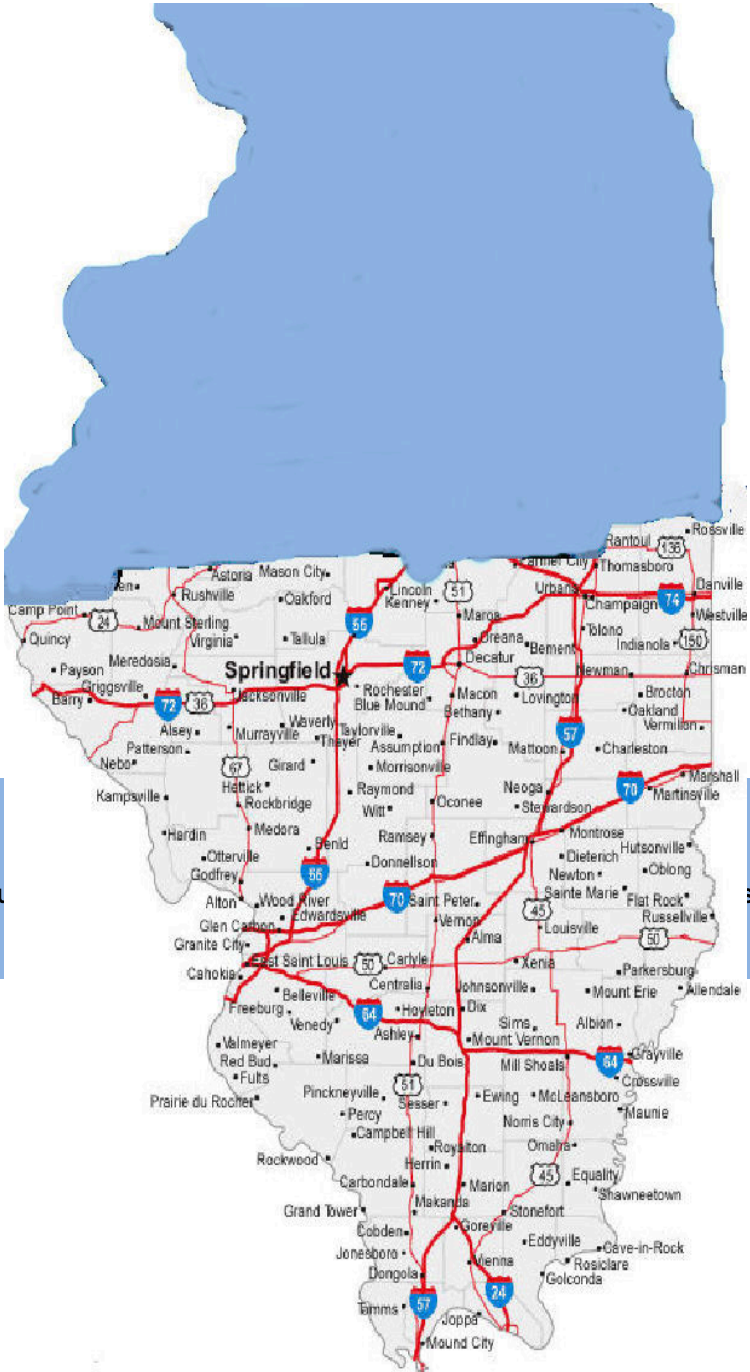 Rossville
Rantoul 136
Farmer City Thomasboro
Astoria Mason City
Lincoln
Rushville Oakford Kenney 51 Urbana Champaign 74 Danville
Camp Point 24 Mount Sterling 55 Maroa Westville
Quincy Virginia Tallula Oreana Bement Tolono Indianola 150
Payson Meredosia Springfield 72 Decatur 36 Newman Chrisman
Griggsville
Barry 72 36 Jacksonville Rochester Macon Lovington Brocton
Blue Mound Bethany Oakland
Alsey Murrayville Waverly Taylorville 57 Vermilion
Patterson Thayer Assumption Findlay Mattoon Charleston
Nebo 67 Girard Morrisonville 70 Marshall
Kampsville Hettick Raymond Oconee Neoga Martinsville
Rockbridge Witt Stewardson
Hardin Medora Benld Ramsey Effingham Montrose Hutsonville
Otterville Donnellson Dieterich
Godfrey 55 Newton Oblong
Alton Wood River 70 Saint Peter Sainte Marie Flat Rock
Edwardsville Vernon 45 Russellville
Glen Carbon Louisville
Granite City Alma 50
East Saint Louis 50 Carlyle Xenia
Cahokia Centralia Johnsonville Parkersburg
Belleville Mount Erie Allendale
Freeburg 64 Hoyleton Dix
Venedy Ashley Sims Albion
Valmeyer Mount Vernon
Red Bud Marissa Du Bois Mill Shoals 64 Grayville
Fults 51 Crossville
Prairie du Rocher Pinckneyville Sesser Ewing McLeansboro
Percy Norris City Maunie
Campbell Hill
Rockwood Royalton Omaha
Herrin 45 Equality
Carbondale Marion Shawneetown
Grand Tower Makanda Stonefort
Cobden Goreville
Jonesboro Vienna Eddyville Cave-in-Rock
Dongola Rosiclare
Golconda
Tamms 57 24
Joppa
Mound City